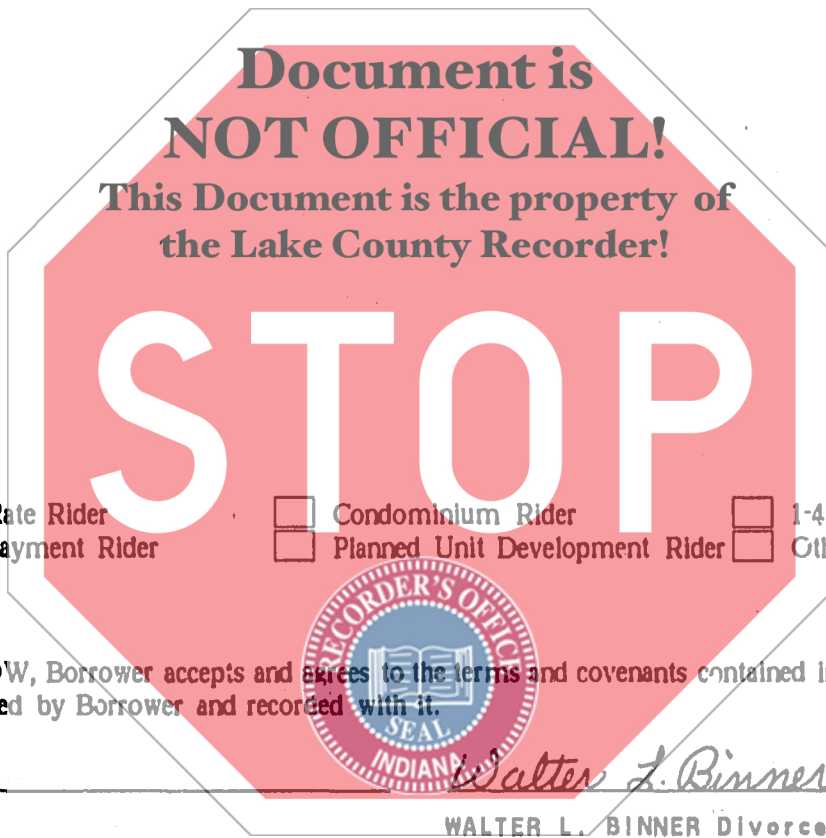 Document is
NOT OFFICIAL!
This Document is the property of
the Lake County Recorder!
STOP
ate Rider Condominium Rider 1-4
ayment Rider Planned Unit Development Rider Oth
W, Borrower accepts and agrees to the terms and covenants contained in
ed by Borrower and recorded with it.
RECORDER'S OFFICE
SEAL
INDIANA
Walter L. Binner
WALTER L. BINNER Divorce